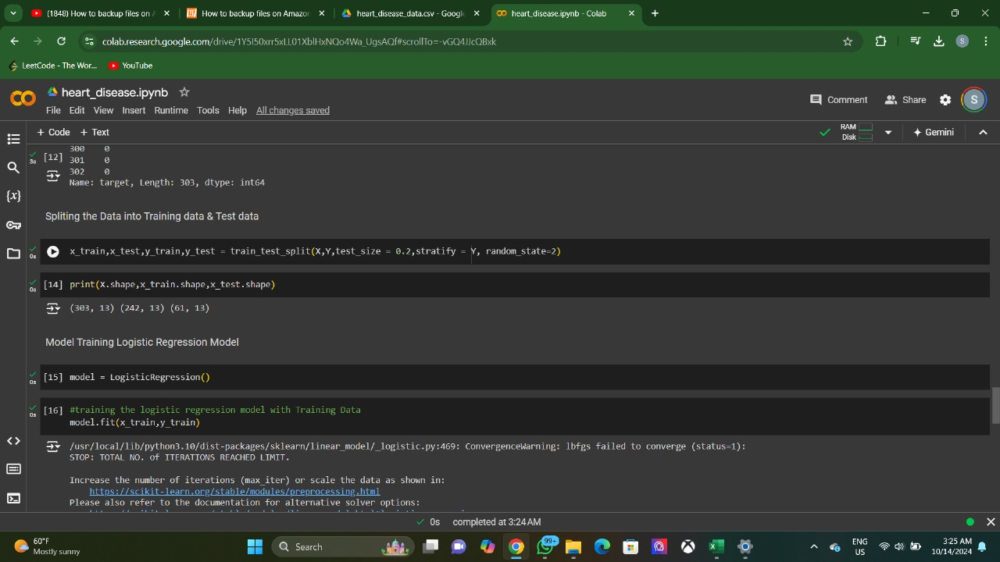 (1848) How to backup files on A
How to backup files on Amazon
heart_disease_data.csv - Google
heart_disease.ipynb - Colab
colab.research.google.com/drive/1Y5I50xrr5xLL01XblHxNQo4Wa_UgsAQf#scrollTo=-vGQ4JJcQBxk
S
LeetCode - The Wor...
YouTube
heart_disease.ipynb
File Edit View Insert Runtime Tools Help All changes saved
Comment
Share
S
+ Code + Text
RAM
Disk
Gemini
300 0
[12] 301 0
3s
302 0
Name: target, Length: 303, dtype: int64
Spliting the Data into Training data & Test data
0s
x_train,x_test,y_train,y_test = train_test_split(X,Y,test_size = 0.2,stratify = Y, random_state=2)
0s
[14] print(X.shape,x_train.shape,x_test.shape)
(303, 13) (242, 13) (61, 13)
Model Training Logistic Regression Model
0s
[15] model = LogisticRegression()
0s
[16] #training the logistic regression model with Training Data
model.fit(x_train,y_train)
/usr/local/lib/python3.10/dist-packages/sklearn/linear_model/_logistic.py:469: ConvergenceWarning: lbfgs failed to converge (status=1):
STOP: TOTAL NO. of ITERATIONS REACHED LIMIT.
Increase the number of iterations (max_iter) or scale the data as shown in:
https://scikit-learn.org/stable/modules/preprocessing.html
Please also refer to the documentation for alternative solver options:
0s completed at 3:24 AM
60°F
Mostly sunny
Search
99+
ENG
US
3:25 AM
10/14/2024